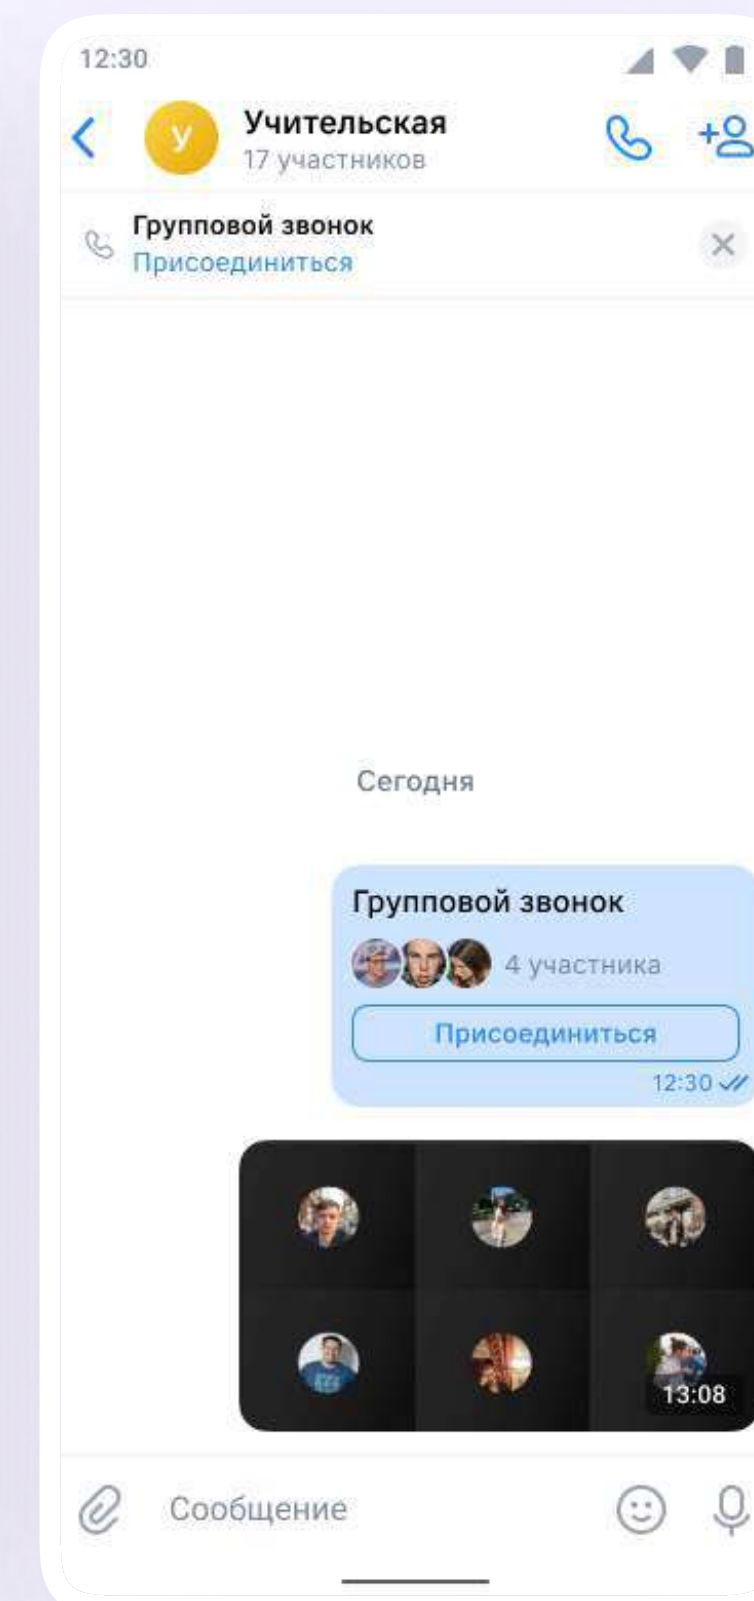 12:30
У
Учительская
17 участников
Групповой звонок
Присоединиться
Сегодня
Групповой звонок
4 участника
Присоединиться
12:30
13:08
Сообщение